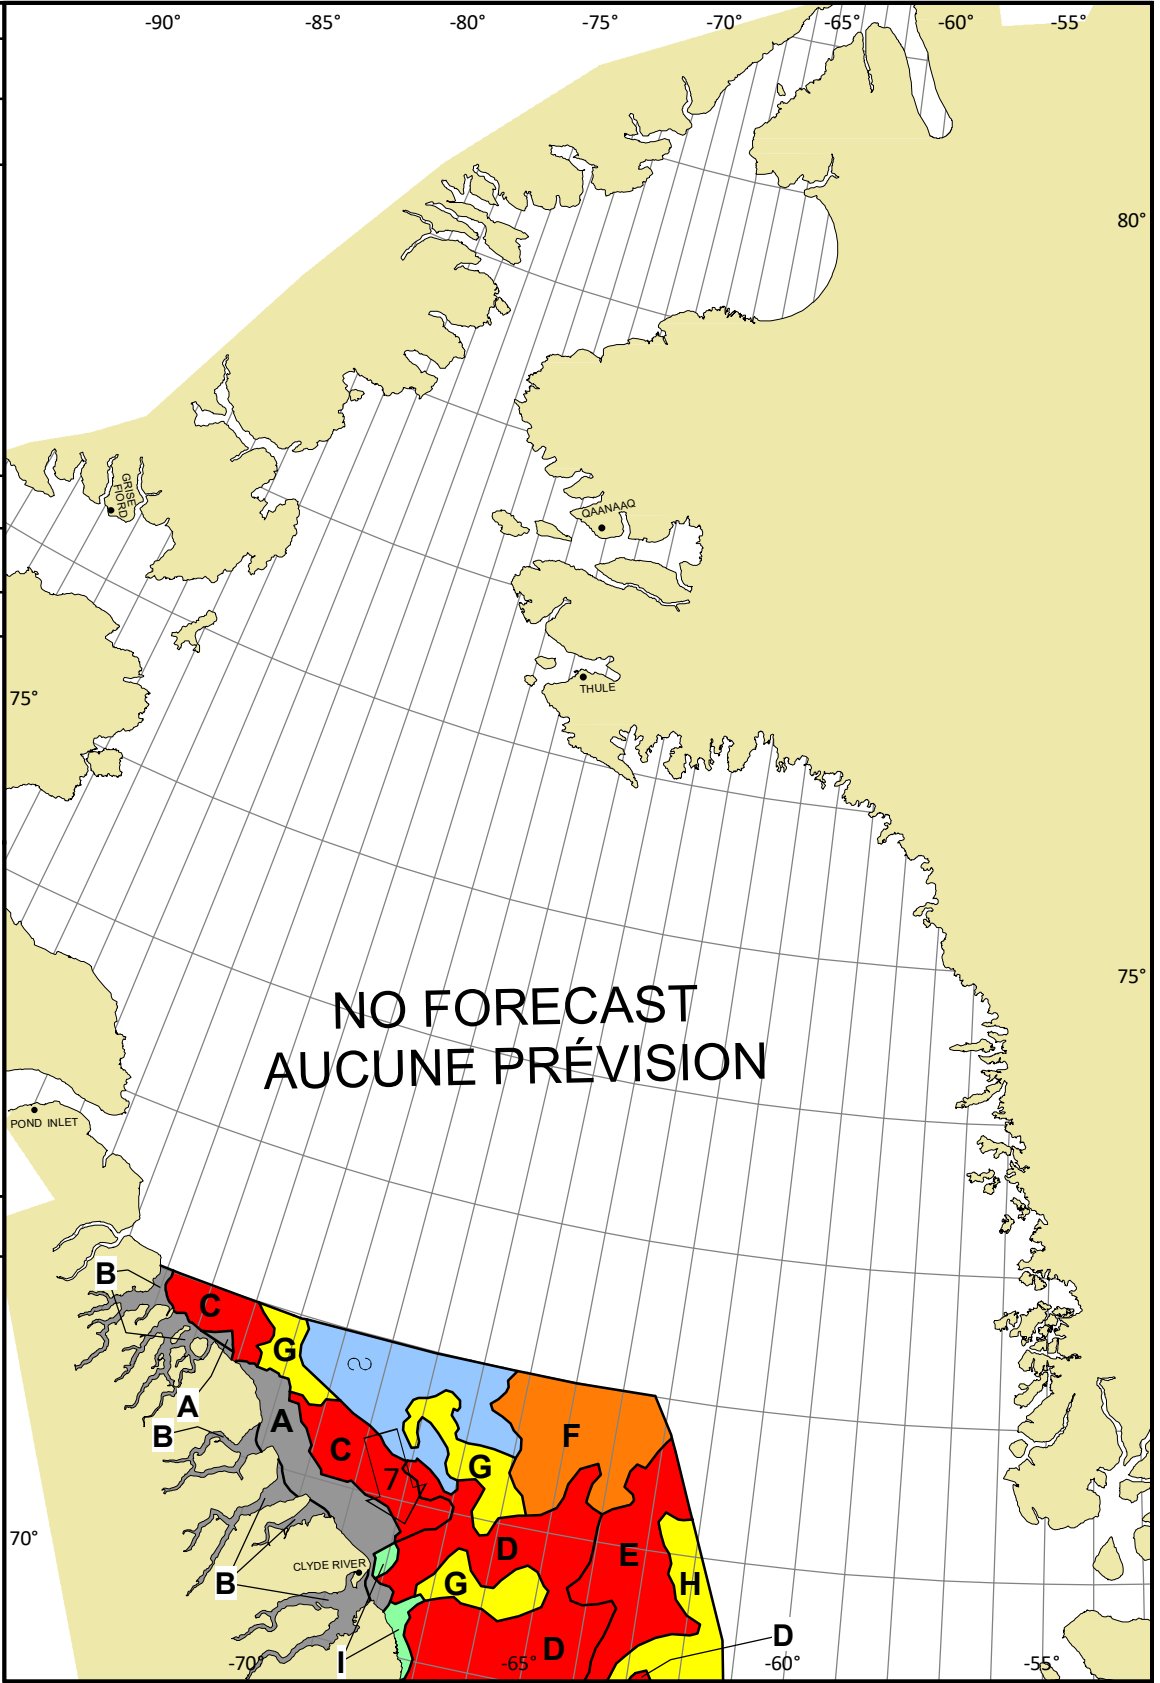 -90° -85° -80° -75° -70° -65° -60° -55°
80°
GRISE
FIORD
QAANAAQ
THULE
75°
75°
NO FORECAST
AUCUNE PRÉVISION
POND INLET
B
C
G
A
A
B
C
F
G
7
70°
D
E
CLYDE RIVER
G
H
B
D
D
I
-70° -65° -60° -55°